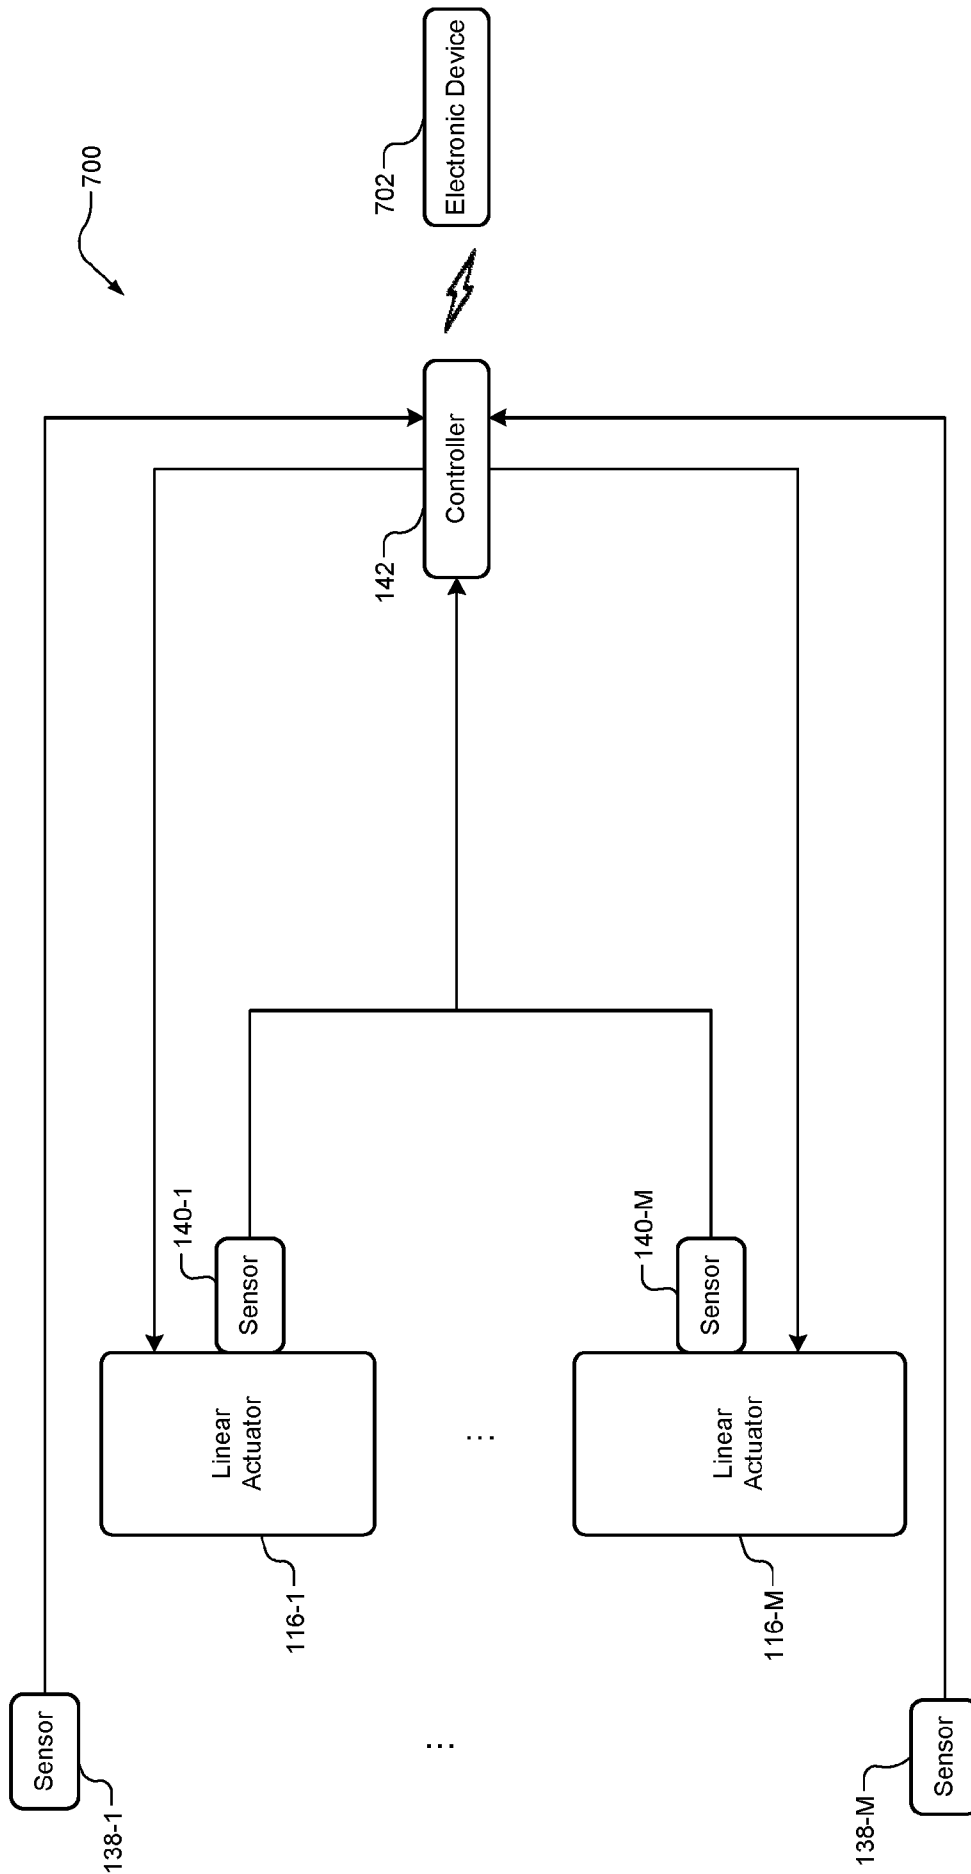 700
138-1
Sensor
116-1
Linear
Actuator
140-1
Sensor
142
Controller
702
Electronic Device
...
...
116-M
Linear
Actuator
140-M
Sensor
138-M
Sensor